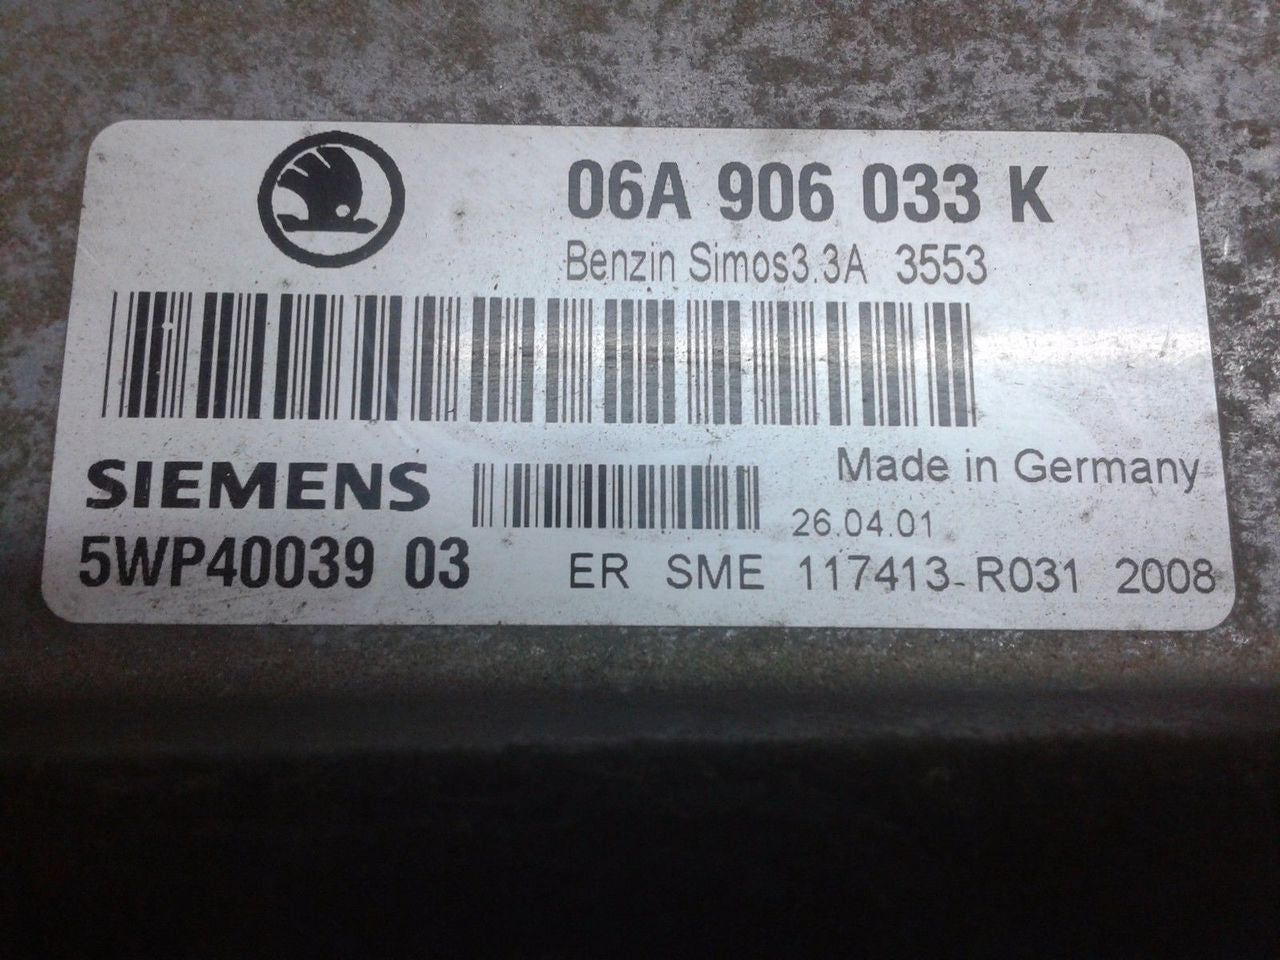 06A 906 033 K
Benzin Simos3.3A 3553
SIEMENS
Made in Germany
26.04.01
5WP40039 03
ER SME 117413-R031 2008